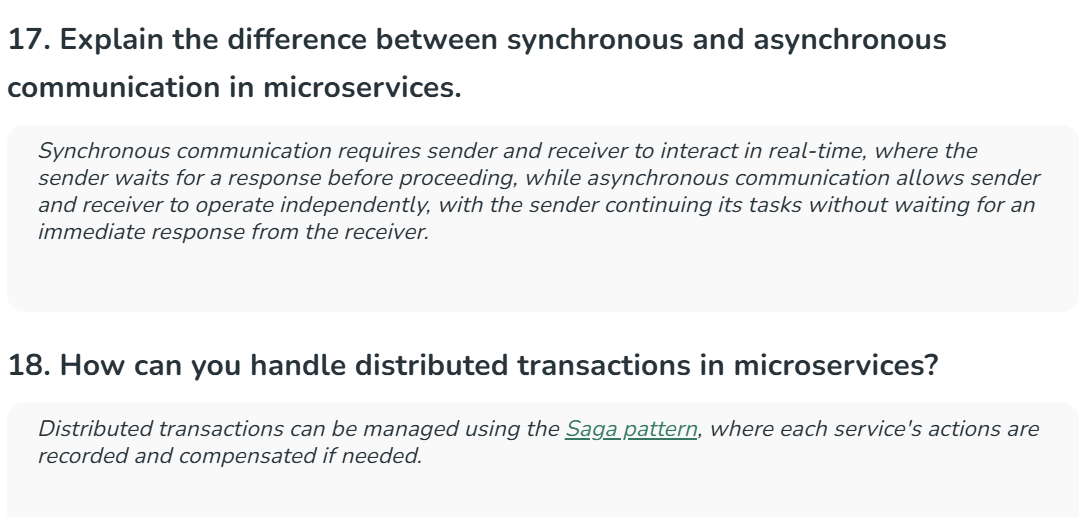 17. Explain the difference between synchronous and asynchronous
communication in microservices.
Synchronous communication requires sender and receiver to interact in real-time, where the
sender waits for a response before proceeding, while asynchronous communication allows sender
and receiver to operate independently, with the sender continuing its tasks without waiting for an
immediate response from the receiver.
18. How can you handle distributed transactions in microservices?
Distributed transactions can be managed using the Saga pattern, where each service's actions are
recorded and compensated if needed.